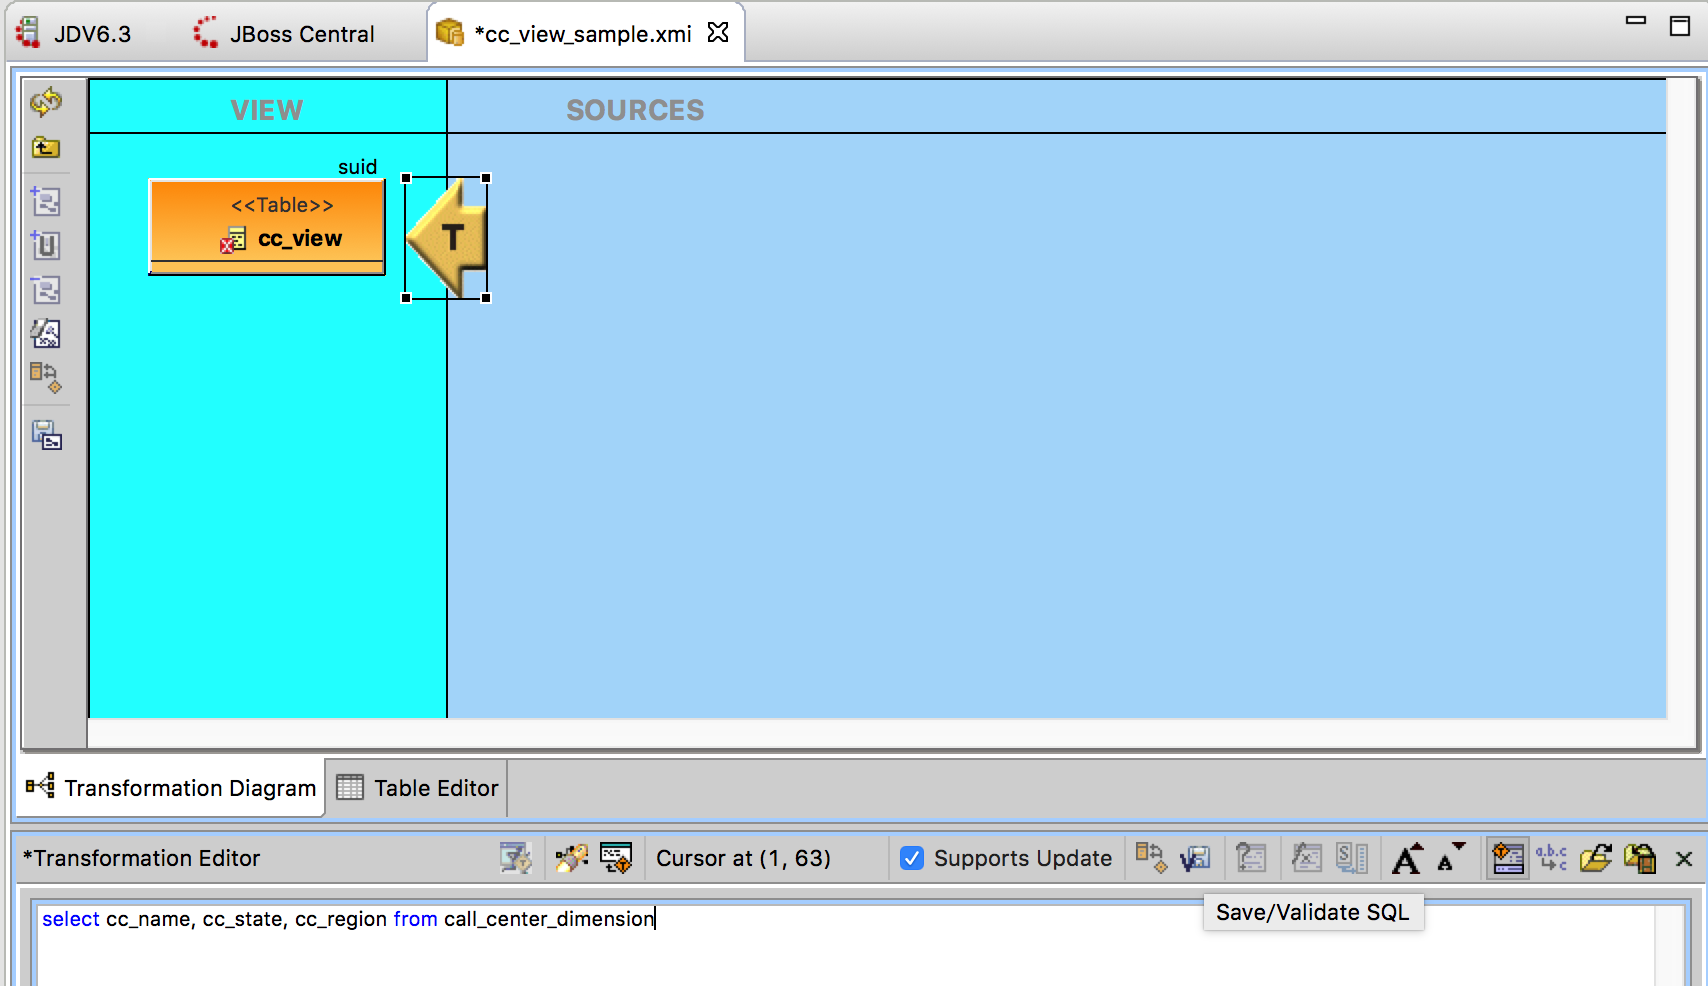 JDV6.3 JBoss Central *cc_view_sample.xmi
VIEW SOURCES
suid
<<Table>>
cc_view
T
Transformation Diagram Table Editor
*Transformation Editor Cursor at (1, 63) Supports Update A A a.b.c
Save/Validate SQL
select cc_name, cc_state, cc_region from call_center_dimension